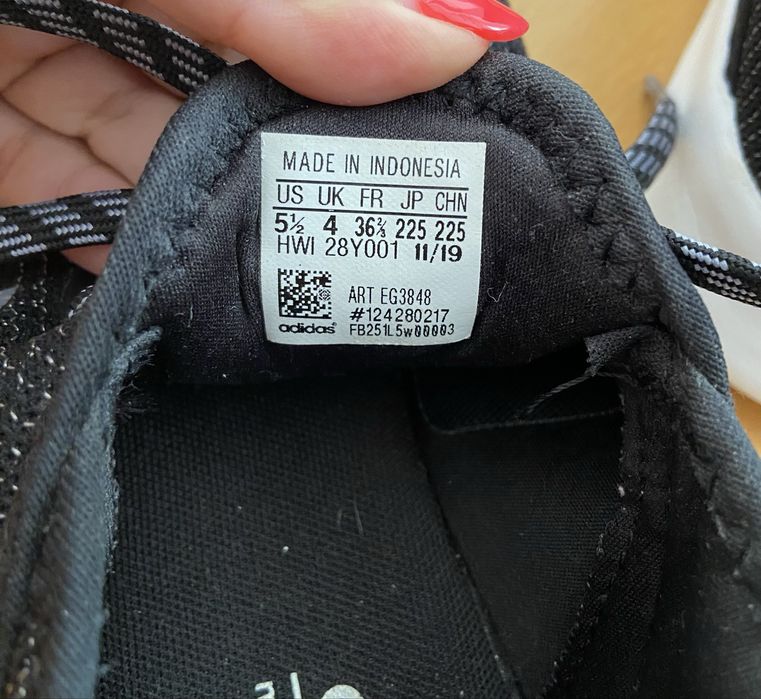 MADE IN INDONESIA
US UK FR JP CHN
5½ 4 36⅔ 225 225
HWI 28Y001 11/19
ART EG3848
#124280217
adidas FB251L5w00003